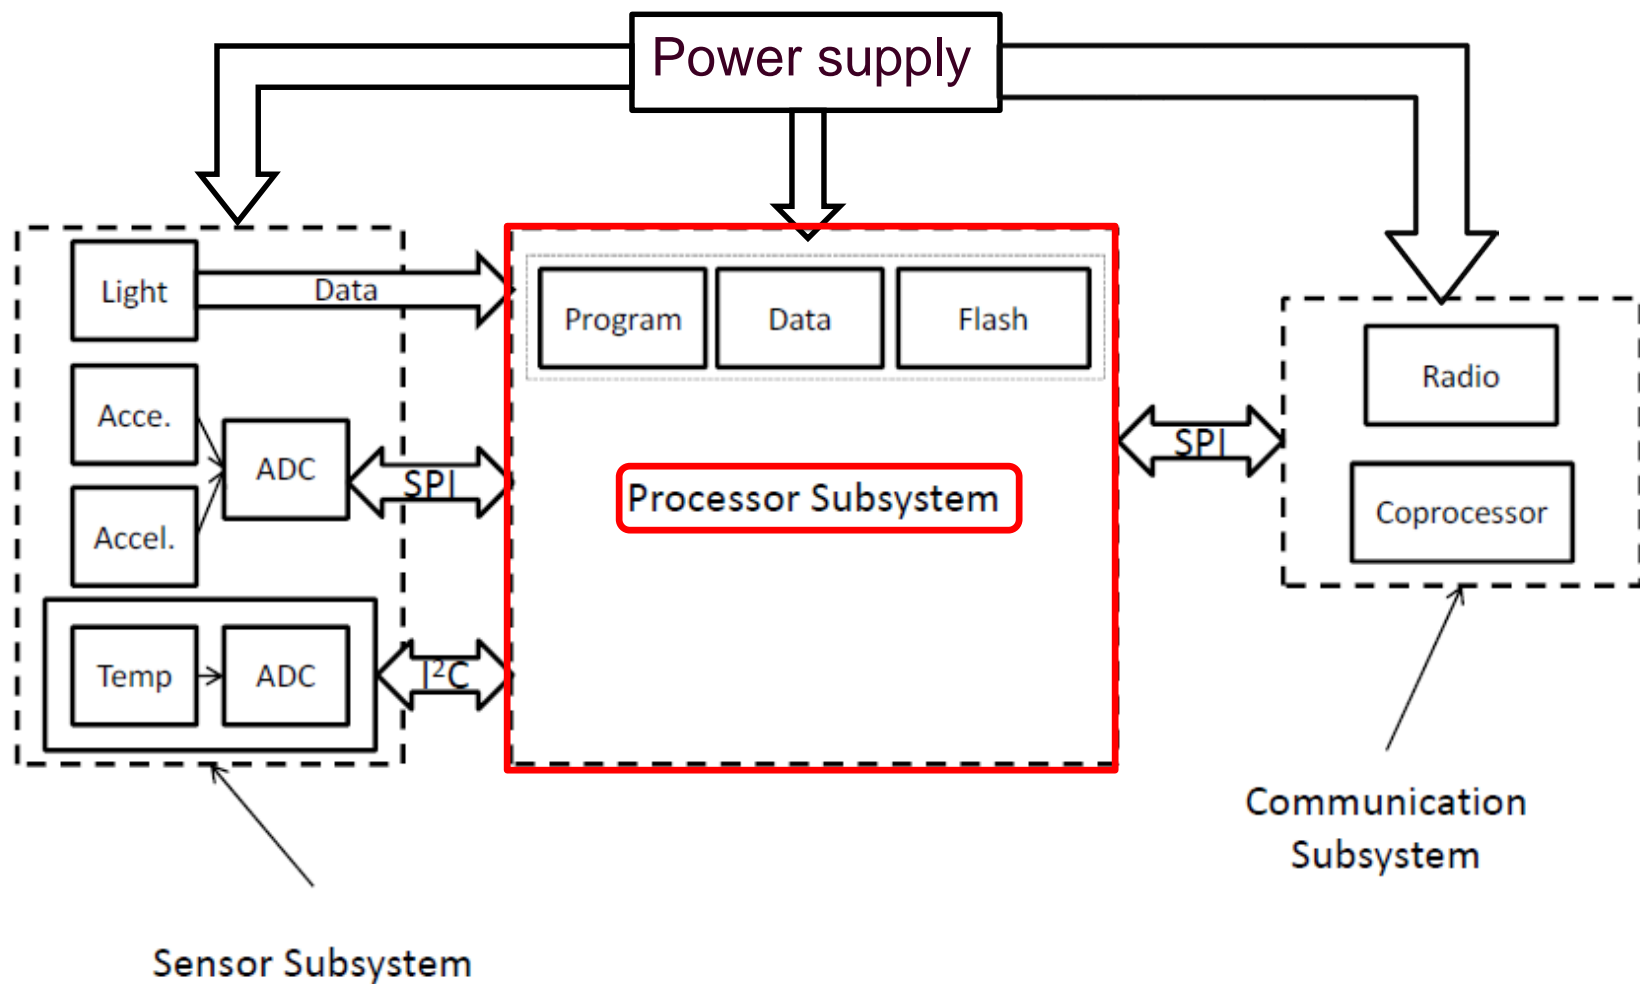 Power supply
Light
Data
Program
Data
Flash
Radio
Acce.
ADC
SPI
SPI
Processor Subsystem
Coprocessor
Accel.
Temp
ADC
I²C
Communication
Subsystem
Sensor Subsystem